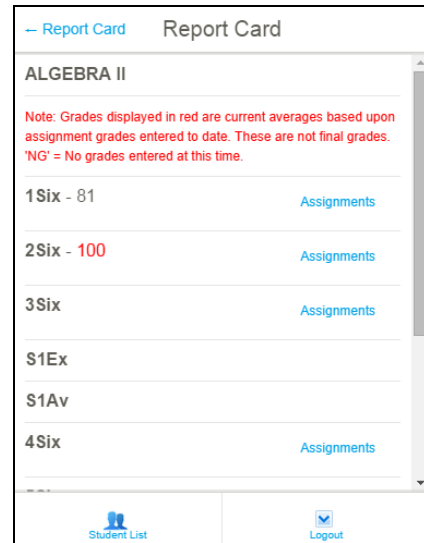 ← Report Card Report Card
ALGEBRA II
Note: Grades displayed in red are current averages based upon
assignment grades entered to date. These are not final grades.
'NG' = No grades entered at this time.
1Six - 81 Assignments
2Six - 100 Assignments
3Six Assignments
S1Ex
S1Av
4Six Assignments
Student List Logout